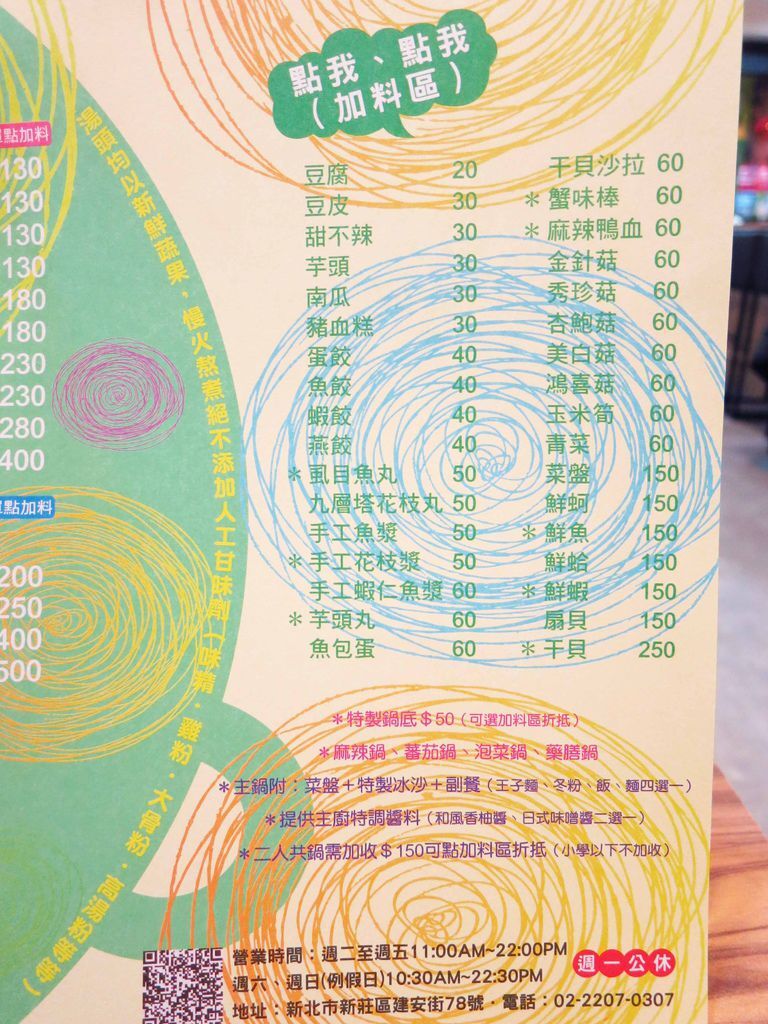 點我、點我
(加料區)
單點加料
130
130
130
130
180
180
230
230
280
400
單點加料
200
250
400
500
湯頭均以新鮮蔬果,慢火熬煮絕不添加人工甘味劑(味精.雞粉.大骨粉.高湯粉等等)
豆腐 20
豆皮 30
甜不辣 30
芋頭 30
南瓜 30
豬血糕 30
蛋餃 40
魚餃 40
蝦餃 40
燕餃 40
*虱目魚丸 50
九層塔花枝丸 50
手工魚漿 50
*手工花枝漿 50
手工蝦仁魚漿 60
*芋頭丸 60
魚包蛋 60
干貝沙拉 60
*蟹味棒 60
*麻辣鴨血 60
金針菇 60
秀珍菇 60
杏鮑菇 60
美白菇 60
鴻喜菇 60
玉米筍 60
青菜 60
菜盤 150
鮮蚵 150
*鮮魚 150
鮮蛤 150
*鮮蝦 150
扇貝 150
*干貝 250
*特製鍋底$50(可選加料區折抵)
*麻辣鍋、蕃茄鍋、泡菜鍋、藥膳鍋
*主鍋附:菜盤+特製冰沙+副餐(王子麵、冬粉、飯、麵四選一)
*提供主廚特調醬料(和風香柚醬、日式味噌醬二選一)
*二人共鍋需加收$150可點加料區折抵(小學以下不加收)
營業時間:週二至週五11:00AM~22:00PM
週一公休
週六、週日(例假日)10:30AM~22:30PM
地址:新北市新莊區建安街78號·電話:02-2207-0307